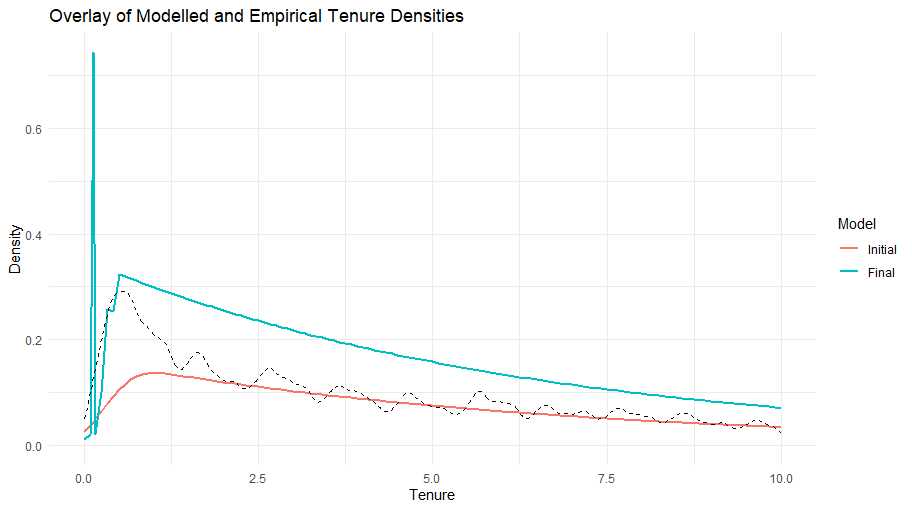 Overlay of Modelled and Empirical Tenure Densities
Density
0.6
0.4
0.2
0.0
0.0 2.5 5.0 7.5 10.0
Tenure
Model
Initial
Final